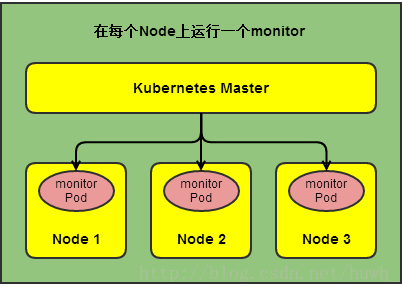 在每个Node上运行一个monitor
Kubernetes Master
monitor
Pod
monitor
Pod
monitor
Pod
Node 1
Node 2
Node 3
http://blog.csdn.net/huwh_